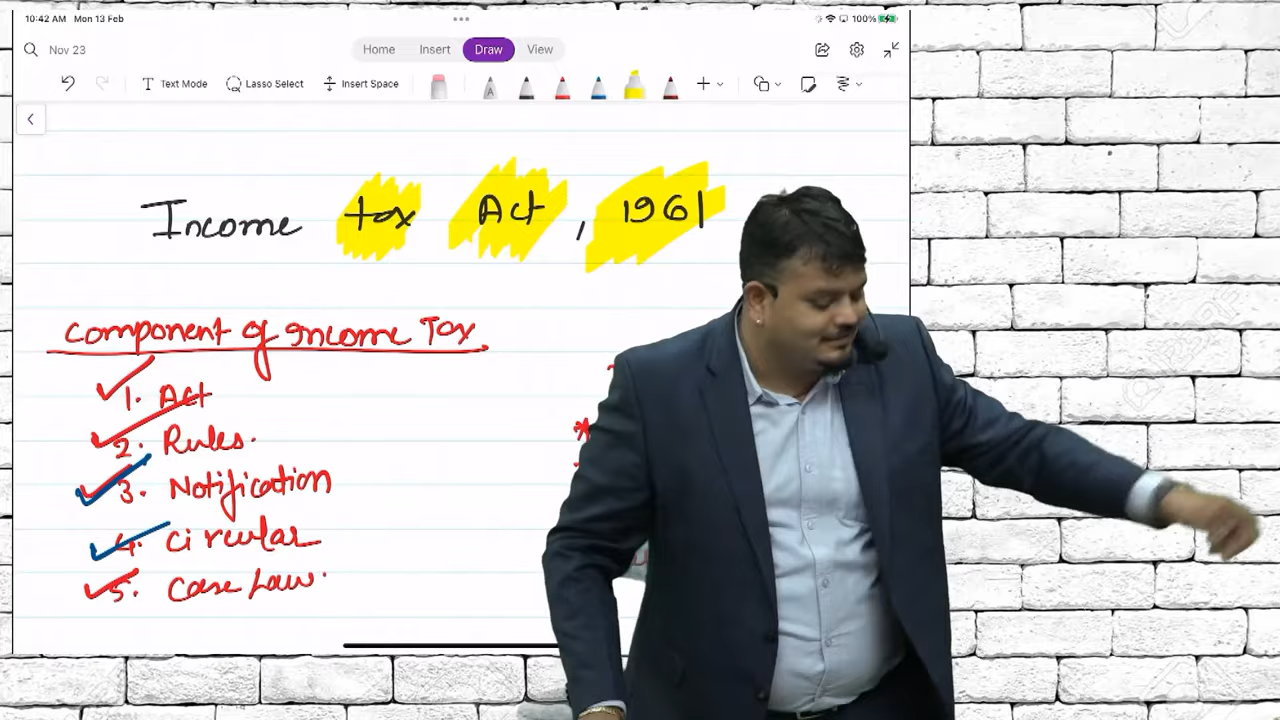 10:42 AM Mon 13 Feb
100%
Nov 23
Home Insert Draw View
Text Mode Lasso Select Insert Space
A
Income tax Act, 1961
Component of Income Tax
1. Act
2. Rules.
3. Notification
4. Circular
5. Case Law.